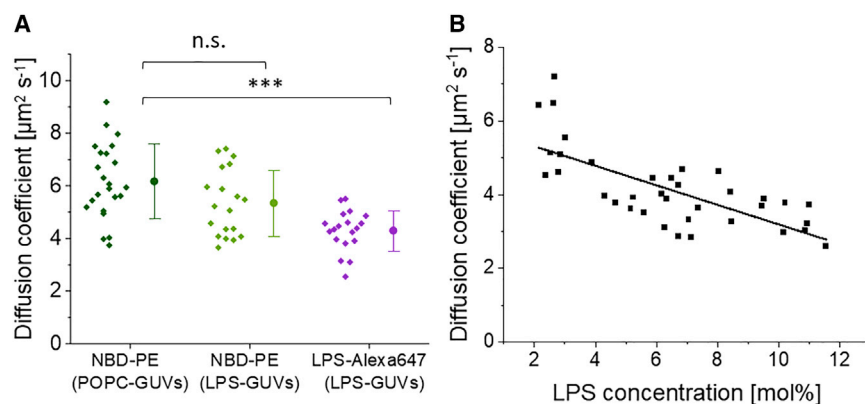 A
n.s.
***
Diffusion coefficient [µm² s⁻¹]
10
8
6
4
2
0
NBD-PE
(POPC-GUVs)
NBD-PE
(LPS-GUVs)
LPS-Alexa647
(LPS-GUVs)
B
Diffusion coefficient [µm² s⁻¹]
8
6
4
2
0
2
4
6
8
10
12
LPS concentration [mol%]